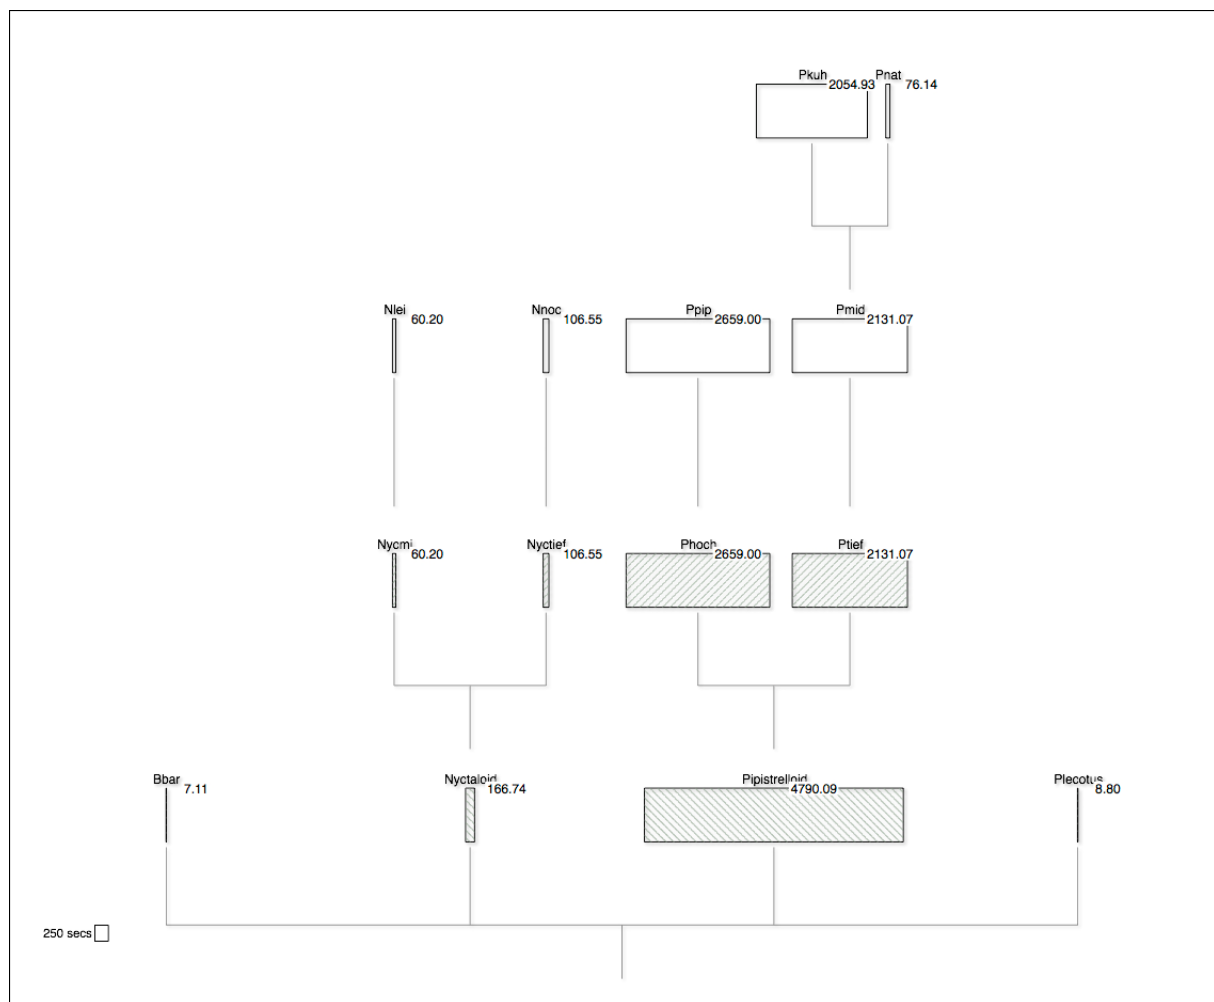 Pkuh Pnat
2054.93 76.14
Nlei Nnoc Ppip Pmid
60.20 106.55 2659.00 2131.07
Nycmi Nyctief Phoch Ptief
60.20 106.55 2659.00 2131.07
Bbar Nyctaloid Pipistrelloid Plecotus
7.11 166.74 4790.09 8.80
250 secs